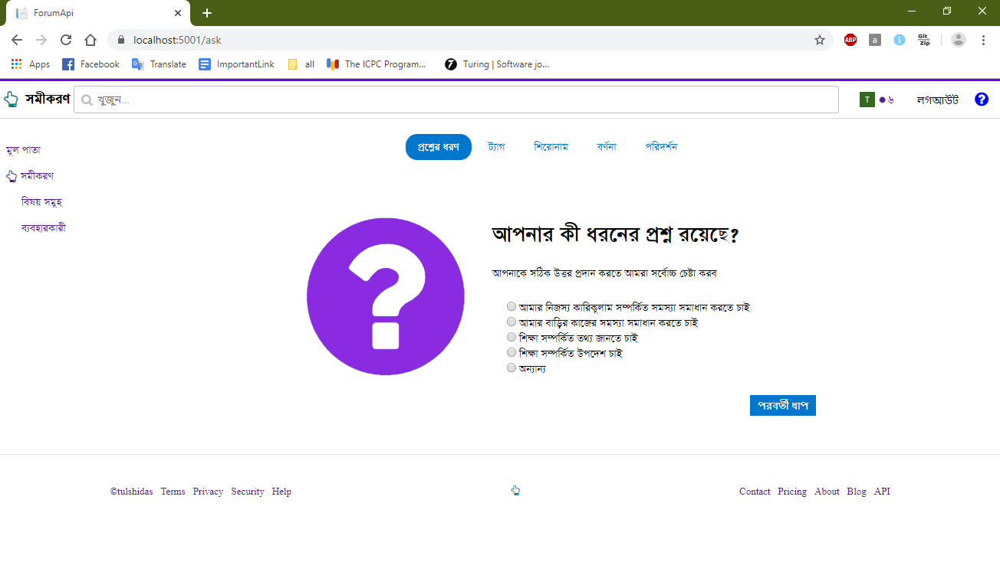 ForumApi
localhost:5001/ask
ABP a i Git Zip
Apps Facebook Translate ImportantLink all The ICPC Program... Turing | Software jo...
সমীকরণ খুজুন... T ৬ লগআউট ?
মুল পাতা
সমীকরণ
বিষয় সমুহ
ব্যবহারকারী
প্রশ্নের ধরণ ট্যাগ শিরোনাম বর্ণনা পরিদর্শন
?
আপনার কী ধরনের প্রশ্ন রয়েছে?
আপনাকে সঠিক উত্তর প্রদান করতে আমরা সর্বোচ্চ চেষ্টা করব
আমার নিজস্য কারিকুলাম সম্পর্কিত সমস্যা সমাধান করতে চাই
আমার বাড়ির কাজের সমস্যা সমাধান করতে চাই
শিক্ষা সম্পর্কিত তথ্য জানতে চাই
শিক্ষা সম্পর্কিত উপদেশ চাই
অন্যান্য
পরবর্তী ধাপ
©tulshidas Terms Privacy Security Help Contact Pricing About Blog API